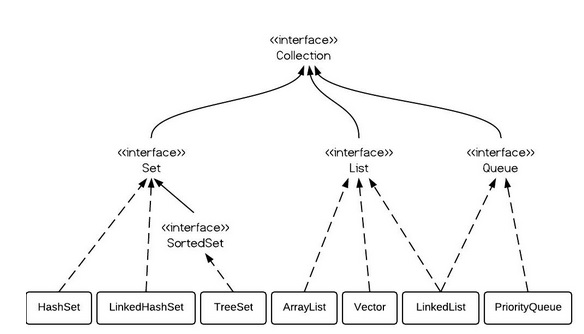 «interface»
Collection
«interface»
Set
«interface»
List
«interface»
Queue
«interface»
SortedSet
HashSet
LinkedHashSet
TreeSet
ArrayList
Vector
LinkedList
PriorityQueue